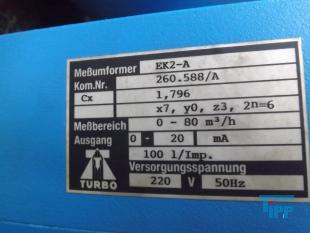 Meßumformer EK2-A
Kom.Nr. 260.588/A
Cx 1,796
x7, y0, z3, 2n=6
Meßbereich 0 - 80 m³/h
Ausgang 0 - 20 mA
100 l/Imp.
Versorgungsspannung
TURBO 220 V 50Hz
TIPP